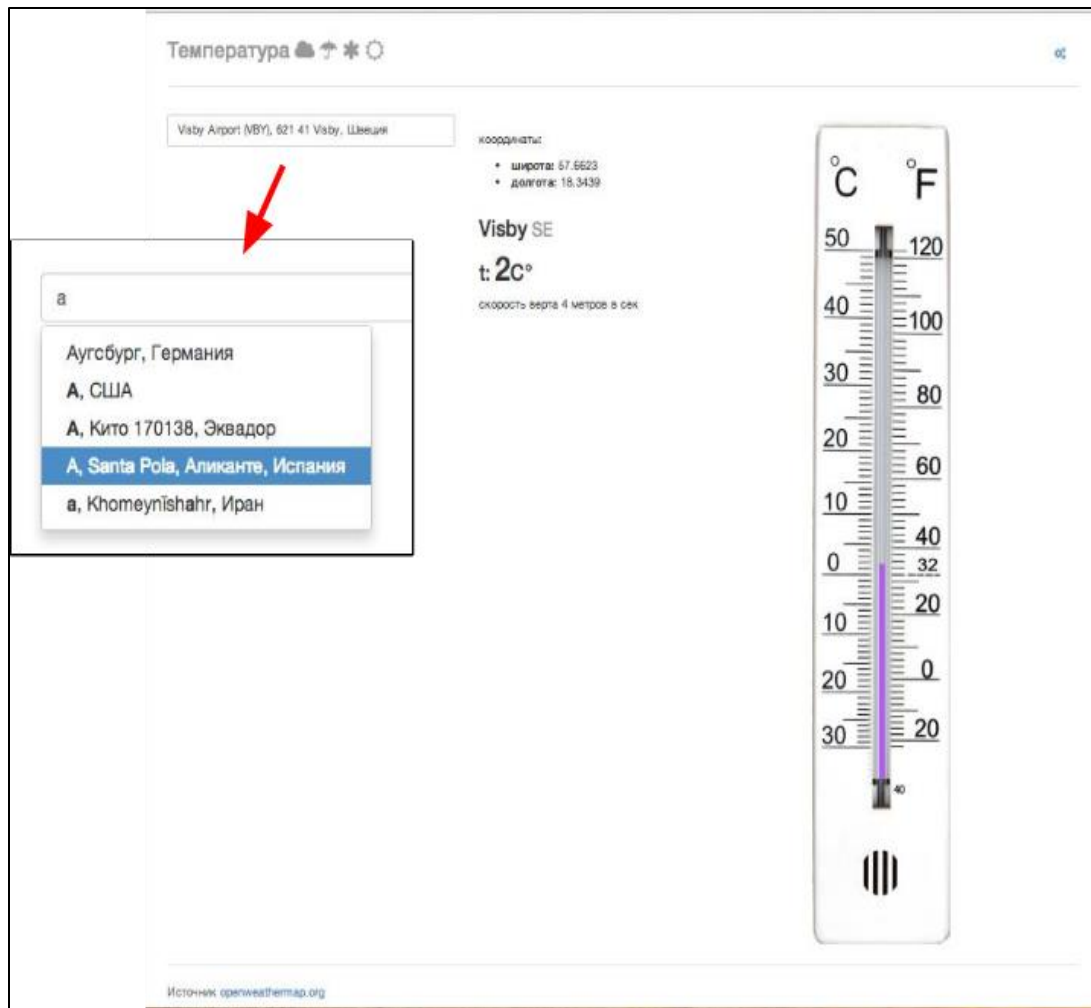 Температура
Visby Airport (VBY), 621 41 Visby, Швеция
координаты:
широта: 57.6623
долгота: 18.3439
Visby SE
t: 2C°
скорость верта 4 метров в сек
a
Аугсбург, Германия
A, США
A, Кито 170138, Эквадор
A, Santa Pola, Аликанте, Испания
a, Khomeynīshahr, Иран
°C °F
50 120
40 100
30 80
20 60
10 40
0 32
10 20
20 0
30 20
40
Источник openweathermap.org